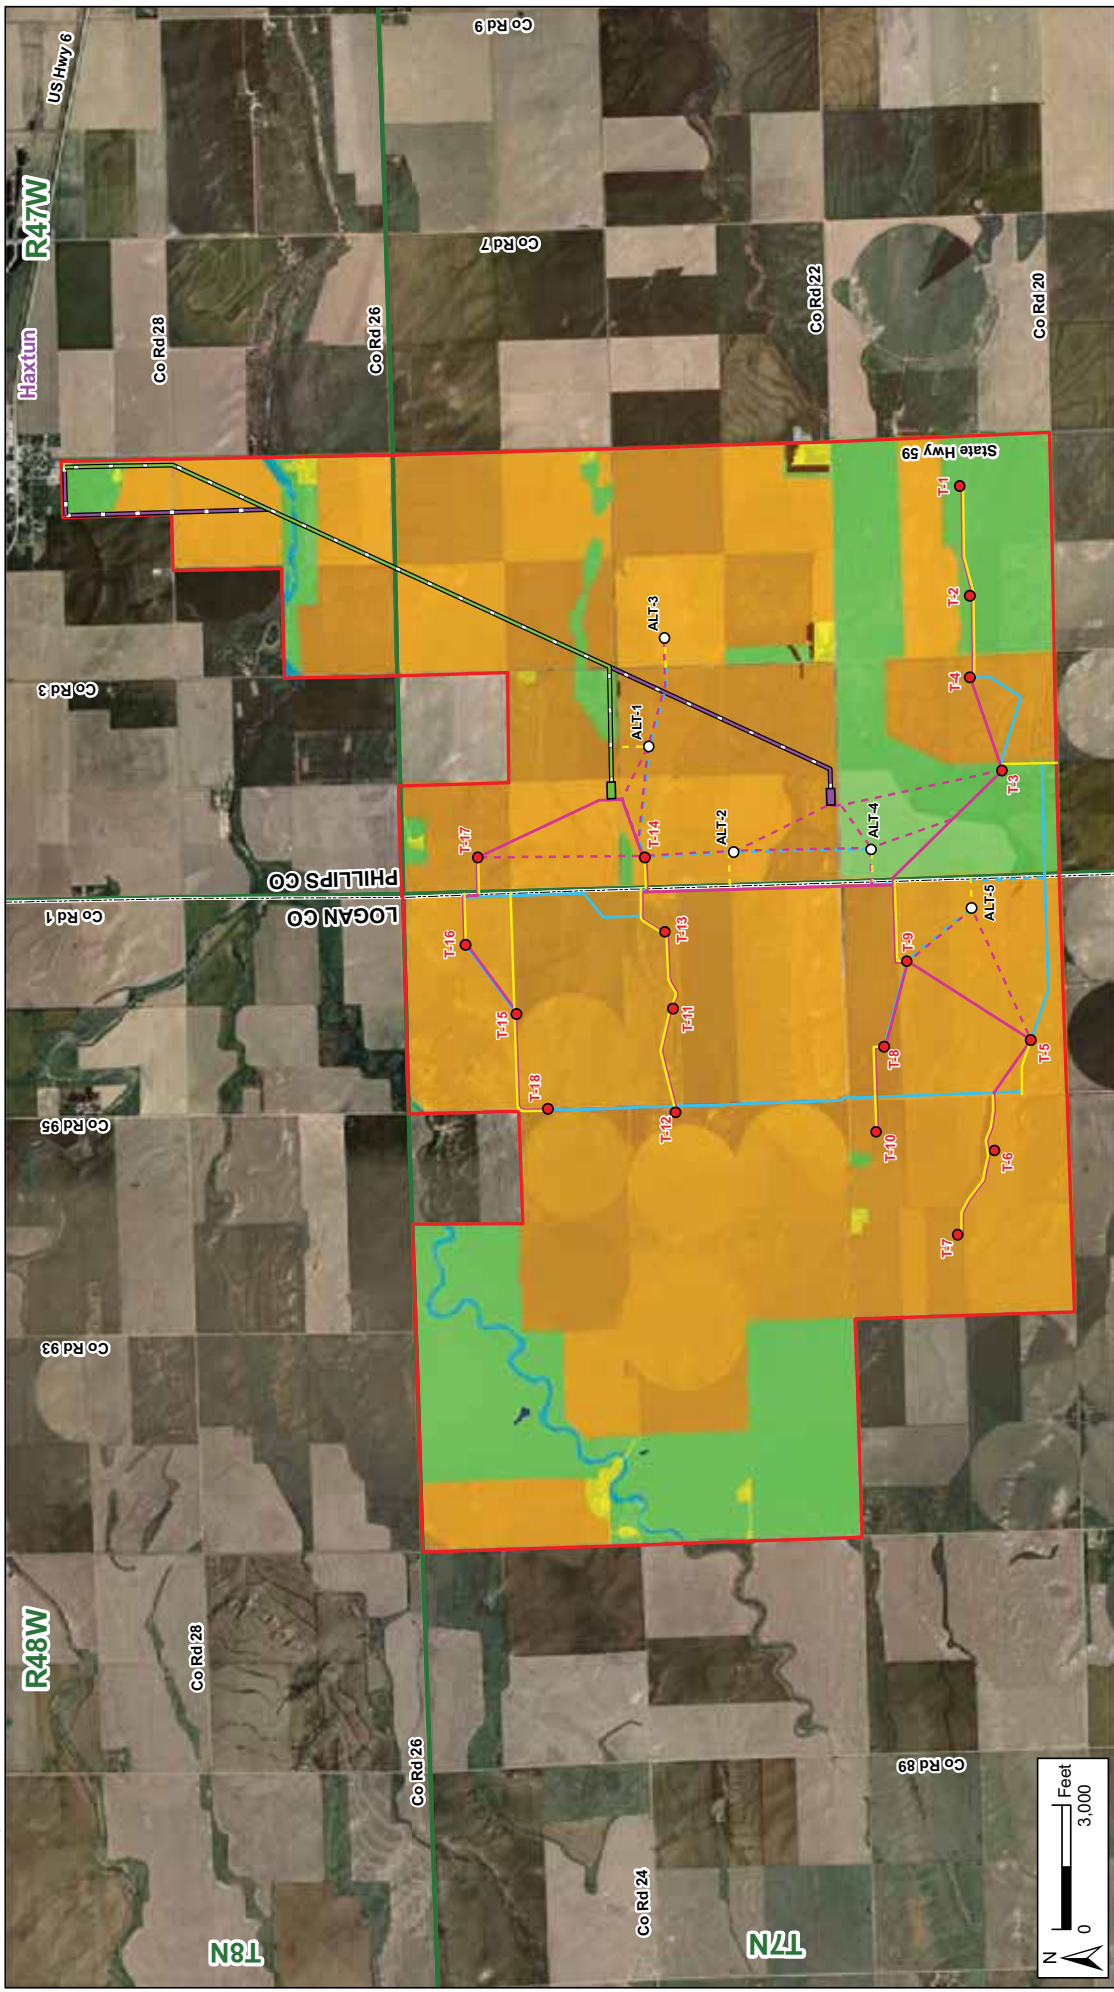 R48W
R47W
Haxtun
US Hwy 6
Co Rd 93
Co Rd 95
Co Rd 1
Co Rd 3
Co Rd 28
Co Rd 28
T8N
LOGAN CO
PHILLIPS CO
Co Rd 26
Co Rd 26
Co Rd 9
Co Rd 7
T-16
T-17
T-15
T-18
ALT-1
ALT-3
Co Rd 24
T-12
T-11
T-13
T-14
T7N
ALT-2
Co Rd 22
T-10
T-8
T-9
ALT-4
Co Rd 89
T-7
T-6
T-5
ALT-5
T-3
T-4
T-2
T-1
State Hwy 59
Co Rd 20
N
0
3,000
Feet